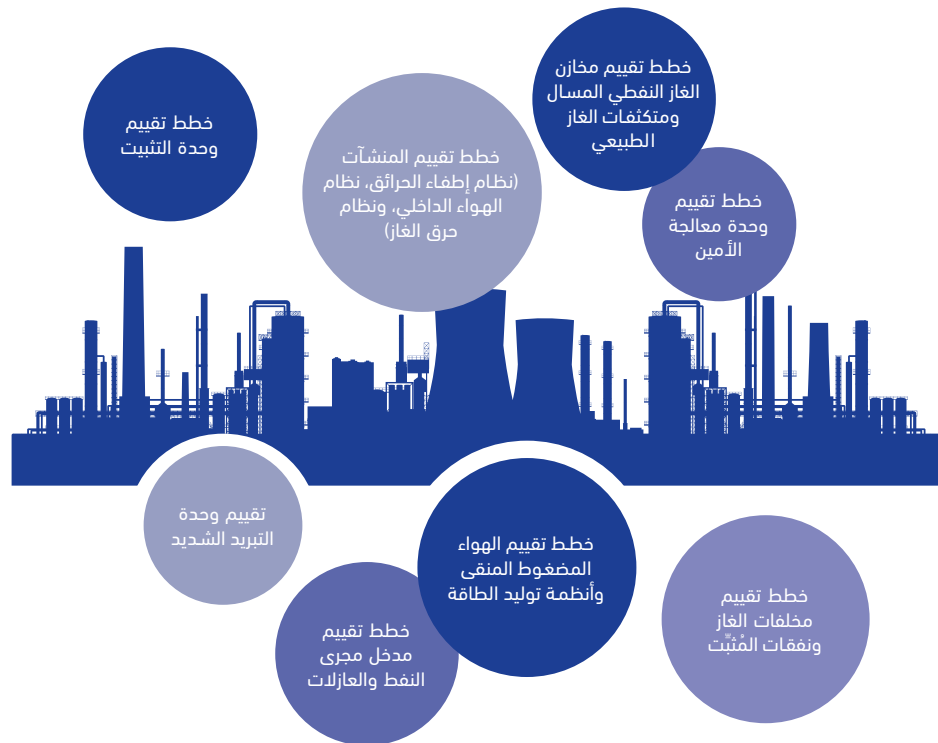 خطط تقييم مخازن
الغاز النفطي المسال
ومتكثفات الغاز
الطبيعي
خطط تقييم
وحدة معالجة
الأمين
خطط تقييم المنشآت
(نظام إطفاء الحرائق، نظام
الهواء الداخلي، ونظام
حرق الغاز)
خطط تقييم
وحدة التثبيت
خطط تقييم
مخلفات الغاز
ونفقات المُثبَّت
خطط تقييم الهواء
المضغوط المنقى
وأنظمة توليد الطاقة
خطط تقييم
مدخل مجرى
النفط والعازلات
تقييم وحدة
التبريد الشديد